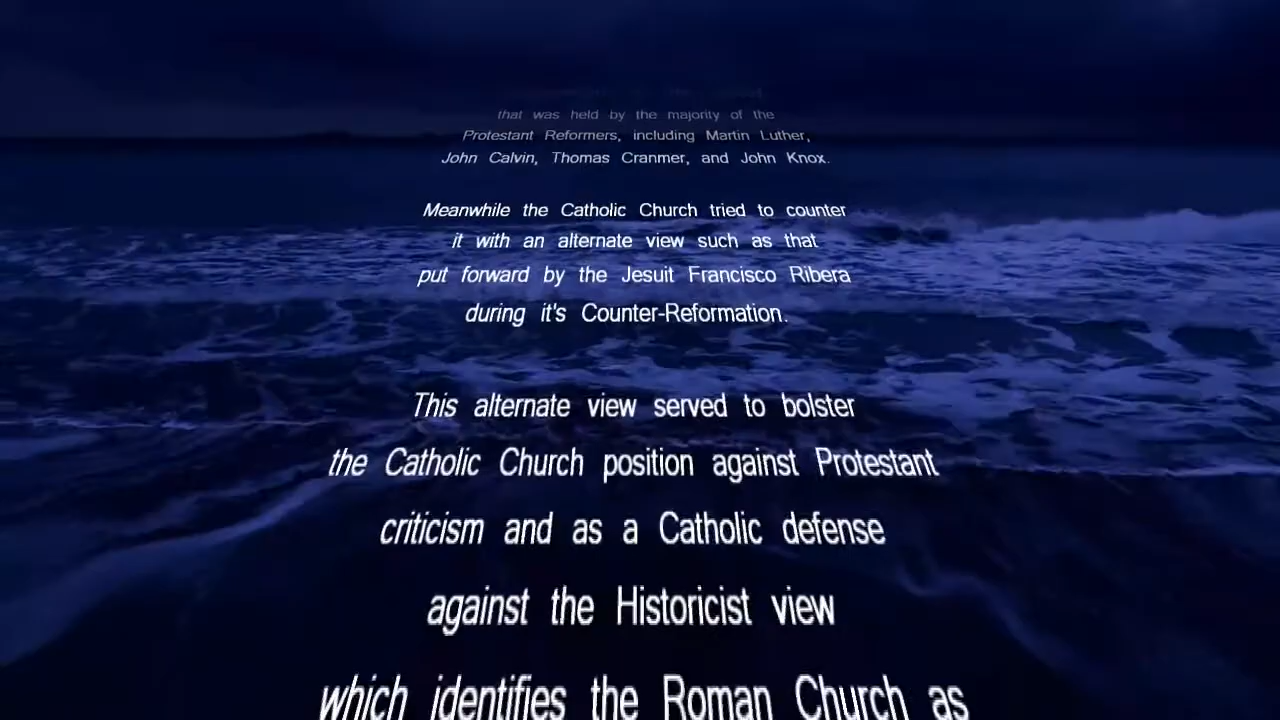 that was held by the majority of the
Protestant Reformers, including Martin Luther,
John Calvin, Thomas Cranmer, and John Knox.
Meanwhile the Catholic Church tried to counter
it with an alternate view such as that
put forward by the Jesuit Francisco Ribera
during it's Counter-Reformation.
This alternate view served to bolster
the Catholic Church position against Protestant
criticism and as a Catholic defense
against the Historicist view
which identifies the Roman Church as